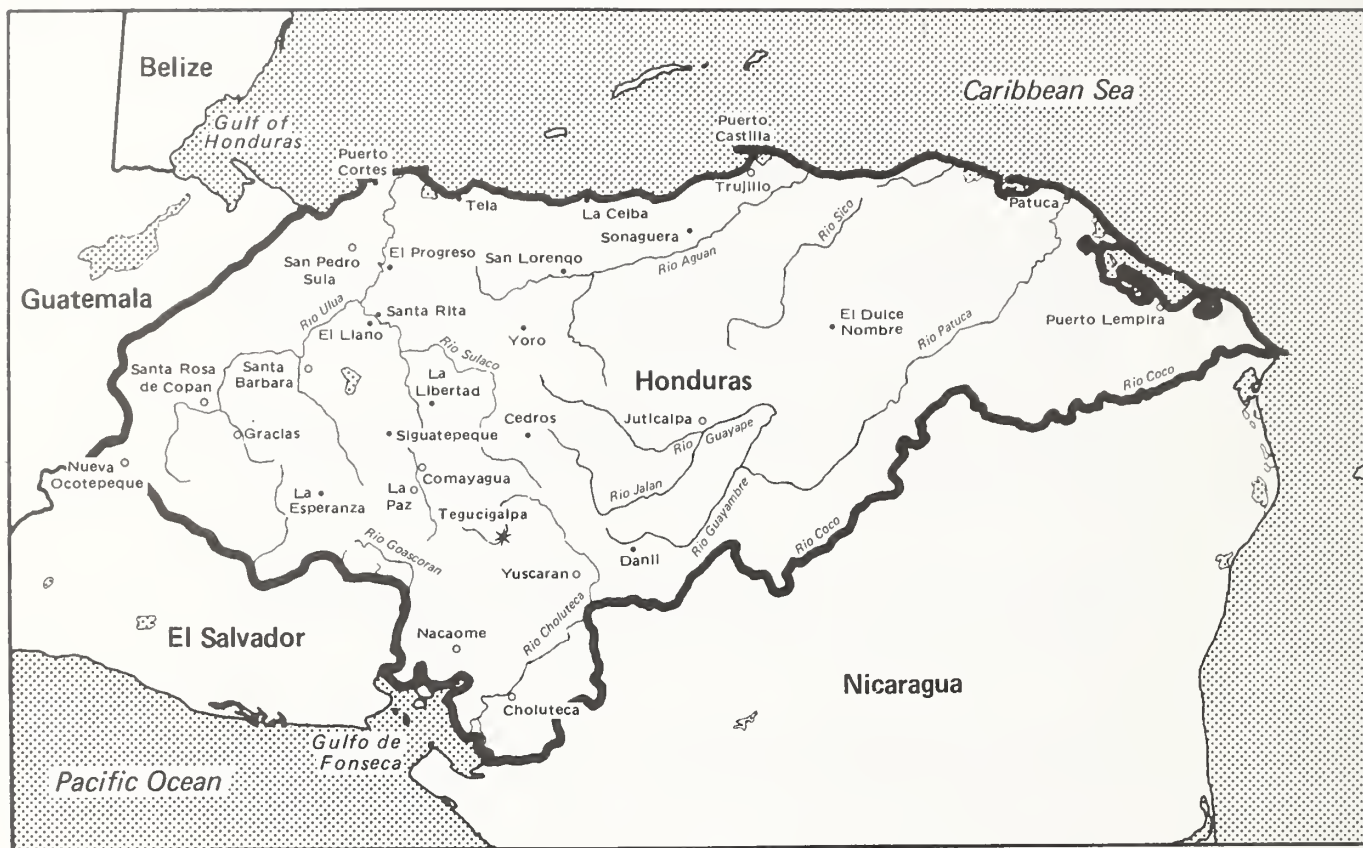 Belize
Caribbean Sea
Gulf of
Honduras
Puerto
Castilla
Puerto
Cortes
Trujillo
Tela
La Ceiba
Patuca
Sonaguera
Rio Sico
San Pedro
Sula
El Progreso
San Lorenqo
Rio Aguan
Guatemala
Rio Ulua
Santa Rita
El Llano
Yoro
El Dulce
Nombre
Rio Patuca
Puerto Lempira
Rio Sulaco
Santa Rosa
de Copan
Santa
Barbara
La
Libertad
Honduras
Rio Coco
Juticalpa
Gracias
Siguatepeque
Cedros
Rio Guayape
Nueva
Ocotepeque
Comayagua
La
Esperanza
La
Paz
Rio Jalan
Tegucigalpa
Rio Guayambre
Rio Coco
Rio Goascoran
Danli
Yuscaran
Rio Choluteca
El Salvador
Nacaome
Nicaragua
Choluteca
Gulfo de
Fonseca
Pacific Ocean